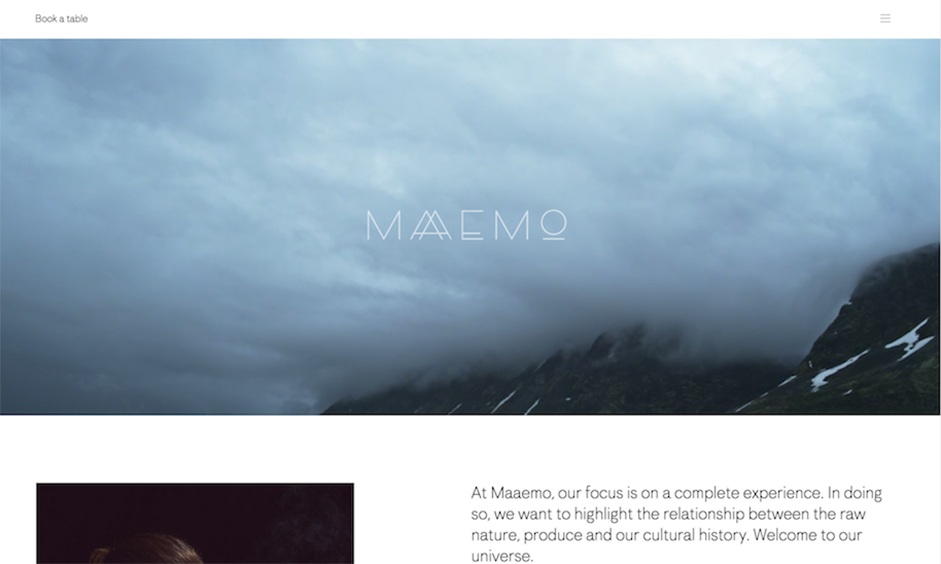 Book a table
MAAEMO
At Maaemo, our focus is on a complete experience. In doing
so, we want to highlight the relationship between the raw
nature, produce and our cultural history. Welcome to our
universe.